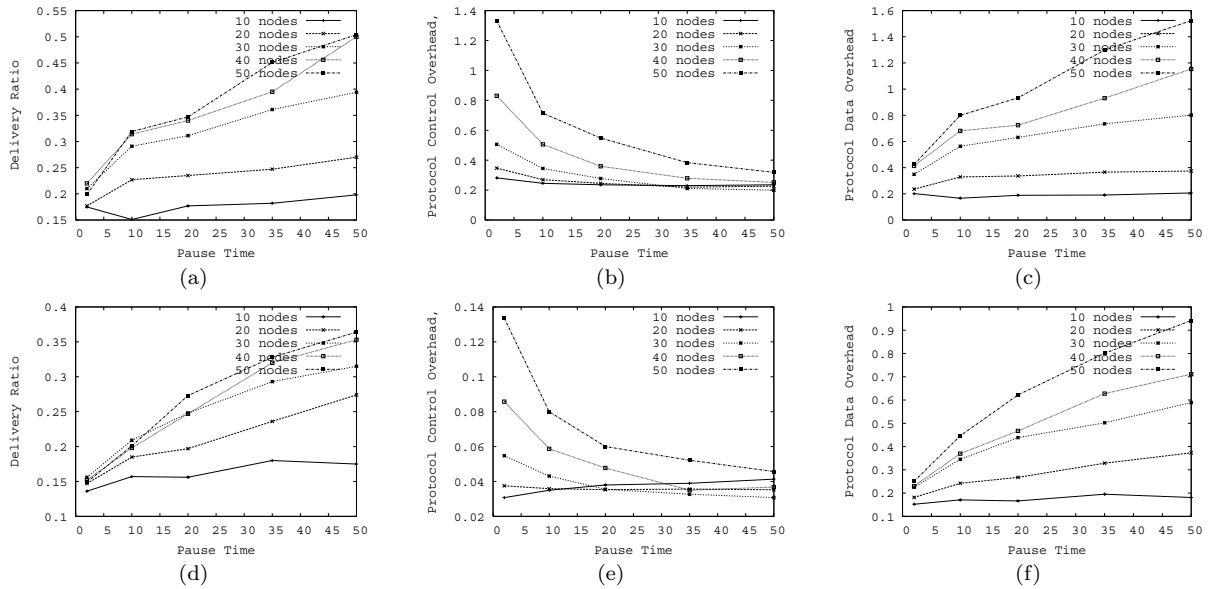 0.55
0.5
0.45
0.4
0.35
0.3
0.25
0.2
0.15
0 5 10 15 20 25 30 35 40 45 50
Delivery Ratio
Pause Time
10 nodes
20 nodes
30 nodes
40 nodes
50 nodes
(a)
1.4
1.2
1
0.8
0.6
0.4
0.2
0
0 5 10 15 20 25 30 35 40 45 50
Protocol Control Overhead,
Pause Time
10 nodes
20 nodes
30 nodes
40 nodes
50 nodes
(b)
1.6
1.4
1.2
1
0.8
0.6
0.4
0.2
0
0 5 10 15 20 25 30 35 40 45 50
Protocol Data Overhead
Pause Time
10 nodes
20 nodes
30 nodes
40 nodes
50 nodes
(c)
0.4
0.35
0.3
0.25
0.2
0.15
0.1
0 5 10 15 20 25 30 35 40 45 50
Delivery Ratio
Pause Time
10 nodes
20 nodes
30 nodes
40 nodes
50 nodes
(d)
0.14
0.12
0.1
0.08
0.06
0.04
0.02
0 5 10 15 20 25 30 35 40 45 50
Protocol Control Overhead,
Pause Time
10 nodes
20 nodes
30 nodes
40 nodes
50 nodes
(e)
1
0.9
0.8
0.7
0.6
0.5
0.4
0.3
0.2
0.1
0 5 10 15 20 25 30 35 40 45 50
Protocol Data Overhead
Pause Time
10 nodes
20 nodes
30 nodes
40 nodes
50 nodes
(f)